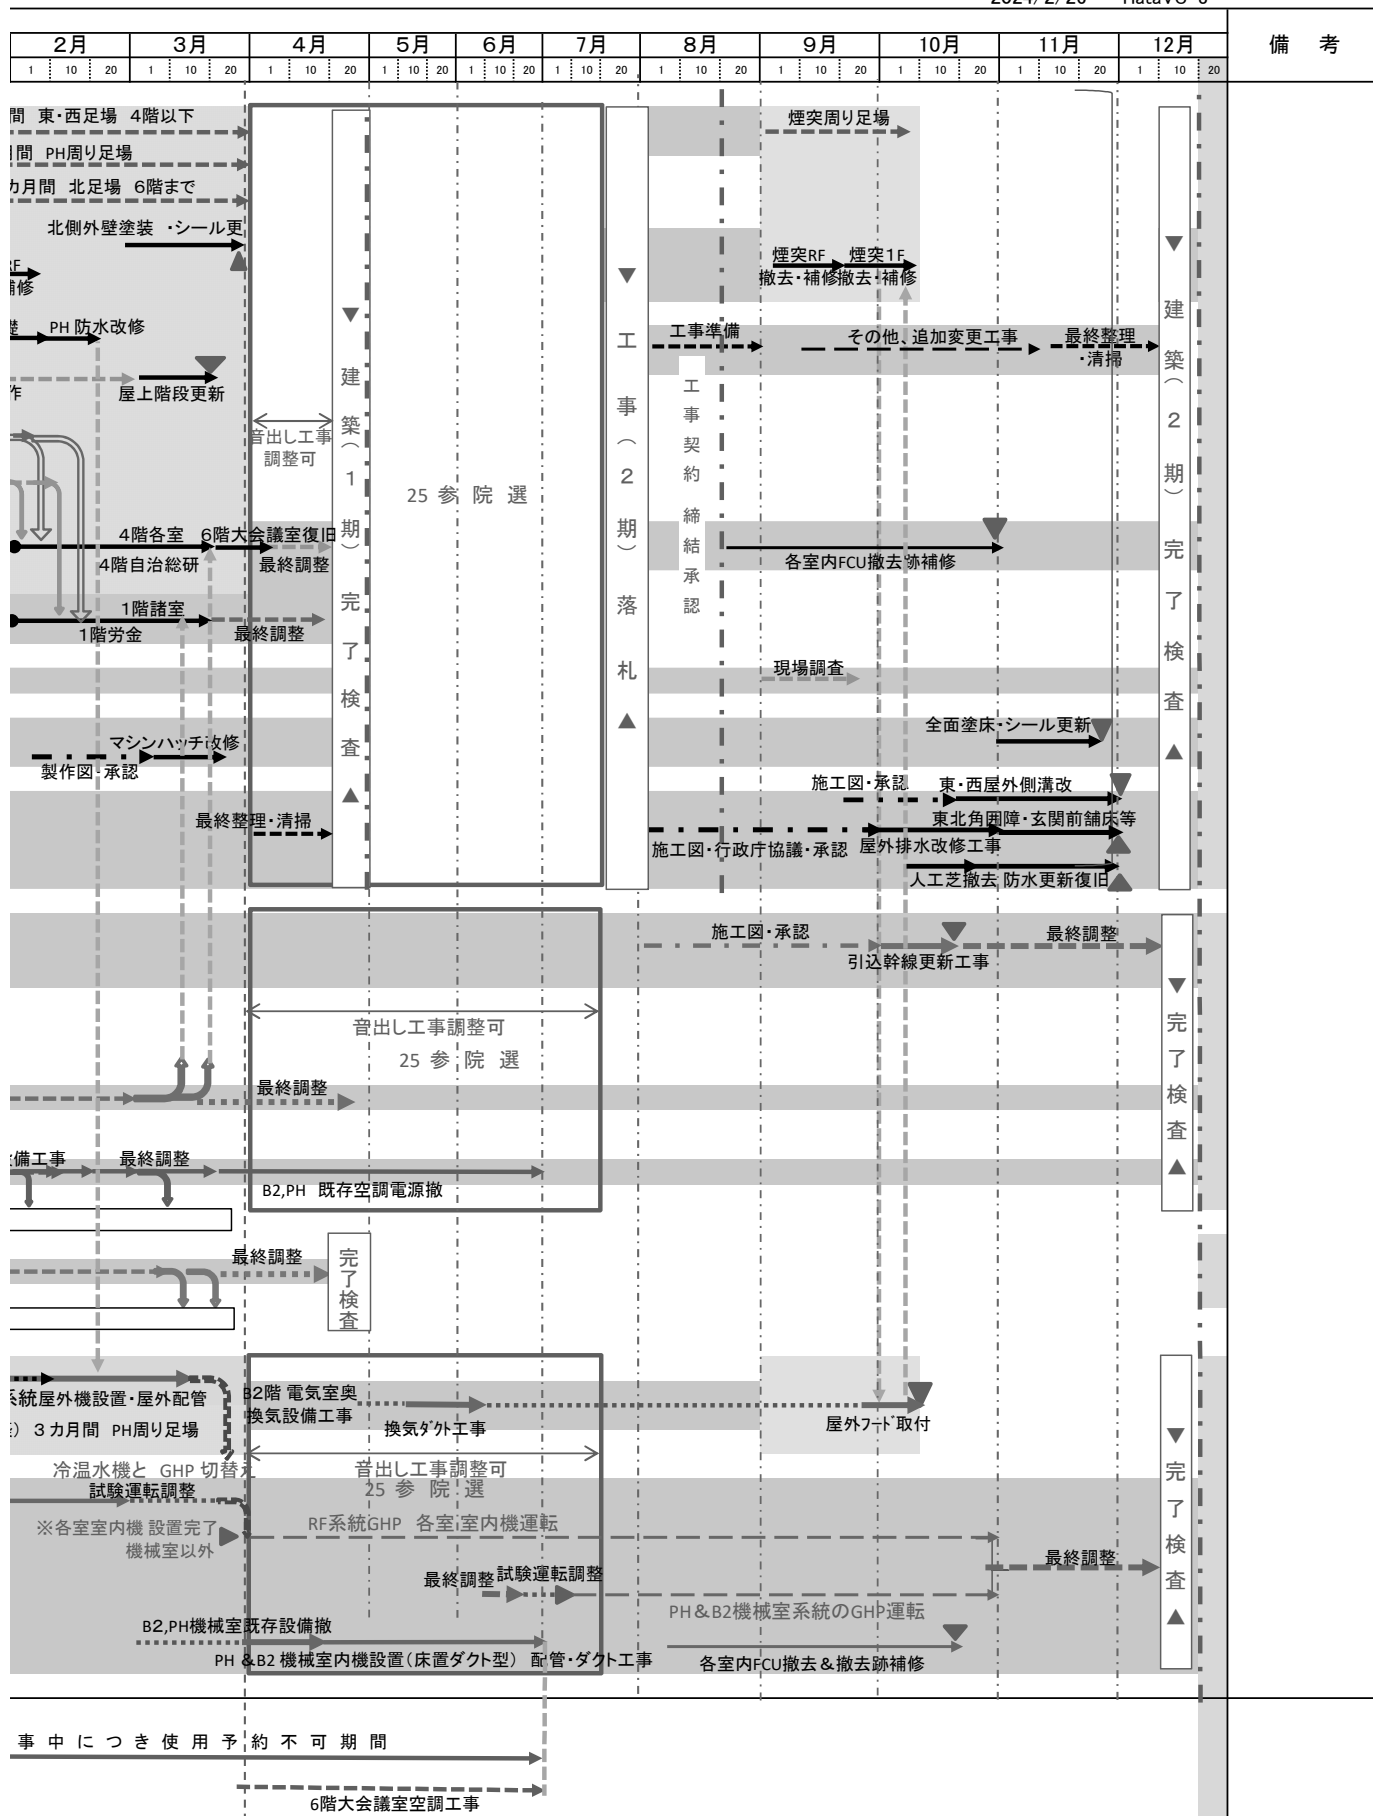 2月 3月 4月 5月 6月 7月 8月 9月 10月 11月 12月 備 考
1 10 20 1 10 20 1 10 20 1 10 20 1 10 20 1 10 20 1 10 20 1 10 20 1 10 20 1 10 20 1 10 20
間 東・西足場 4階以下
間 PH周り足場
カ月間 北足場 6階まで
北側外壁塗装 ・シール更
補修
PH 防水改修
作
屋上階段更新
音出し工事
調整可
▼建築(1期)完了検査▲
25 参 院 選
▼工事(2期)落札▲
工事契約 締結承認
煙突周り足場
煙突RF 煙突1F
撤去・補修 撤去・補修
工事準備
その他、追加変更工事
最終整理
・清掃
▼建築(2期)完了検査▲
4階各室 6階大会議室復旧
4階自治総研 最終調整
1階諸室
1階労金 最終調整
各室内FCU撤去跡補修
現場調査
全面塗床・シール更新
マシンハッチ改修
製作図・承認
施工図・承認 東・西屋外側溝改
最終整理・清掃
東北角囲障・玄関前舗床等
施工図・行政庁協議・承認 屋外排水改修工事
人工芝撤去 防水更新復旧
施工図・承認
引込幹線更新工事
最終調整
▼完了検査▲
音出し工事調整可
25 参 院 選
最終調整
備工事 最終調整
B2,PH 既存空調電源撤
最終調整
完了検査
系統屋外機設置・屋外配管
) 3カ月間 PH周り足場
B2階 電気室奥
換気設備工事
換気ダクト工事
屋外フード取付
冷温水機と GHP 切替え
音出し工事調整可
25 参 院 選
試験運転調整
※各室室内機 設置完了
機械室以外
RF系統GHP 各室室内機運転
最終調整
最終調整 試験運転調整
PH&B2機械室系統のGHP運転
▼完了検査▲
B2,PH機械室既存設備撤
PH &B2 機械室内機設置(床置ダクト型) 配管・ダクト工事
各室内FCU撤去&撤去跡補修
事 中 に つ き 使 用 予 約 不 可 期 間
6階大会議室空調工事